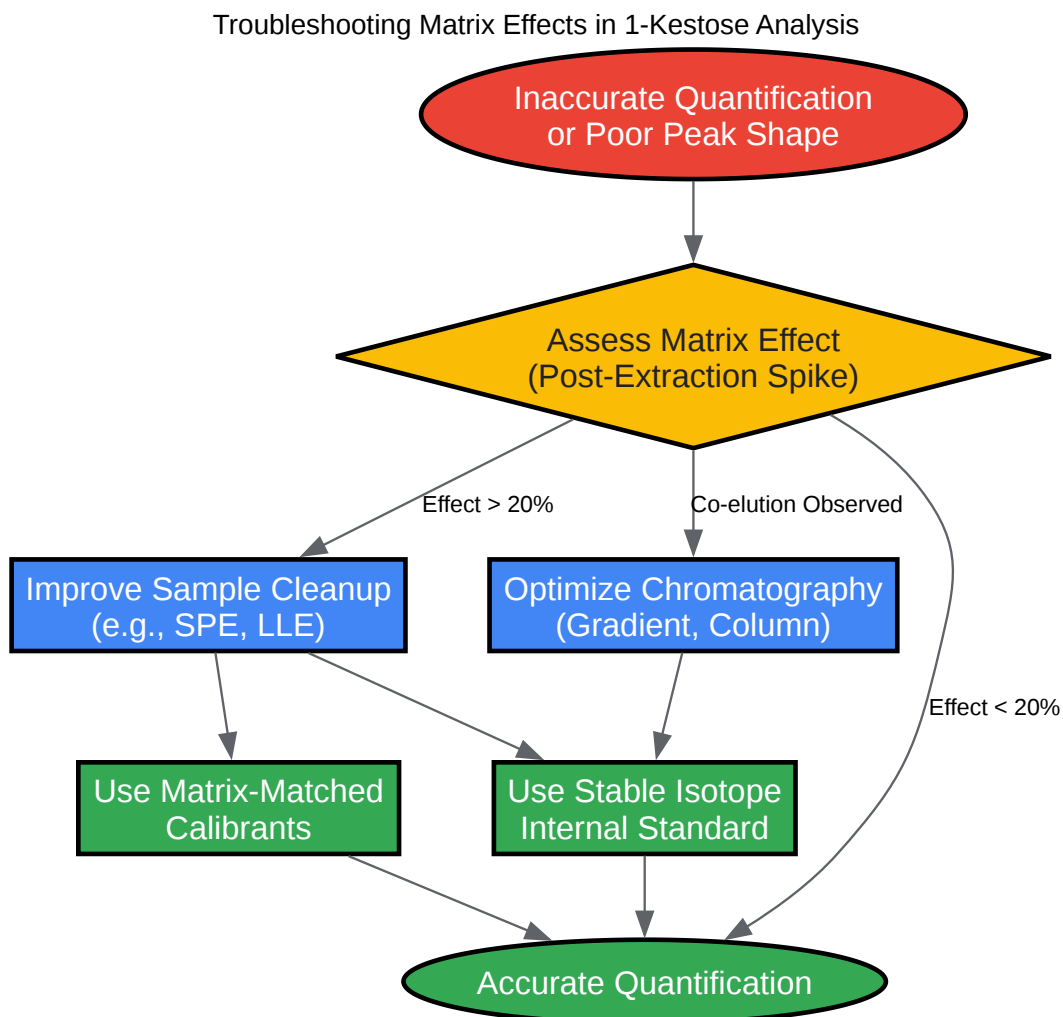 Troubleshooting Matrix Effects in 1-Kestose Analysis
Inaccurate Quantification
or Poor Peak Shape
Assess Matrix Effect
(Post-Extraction Spike)
Effect > 20%
Co-elution Observed
Improve Sample Cleanup
(e.g., SPE, LLE)
Optimize Chromatography
(Gradient, Column)
Effect < 20%
Use Matrix-Matched
Calibrants
Use Stable Isotope
Internal Standard
Accurate Quantification